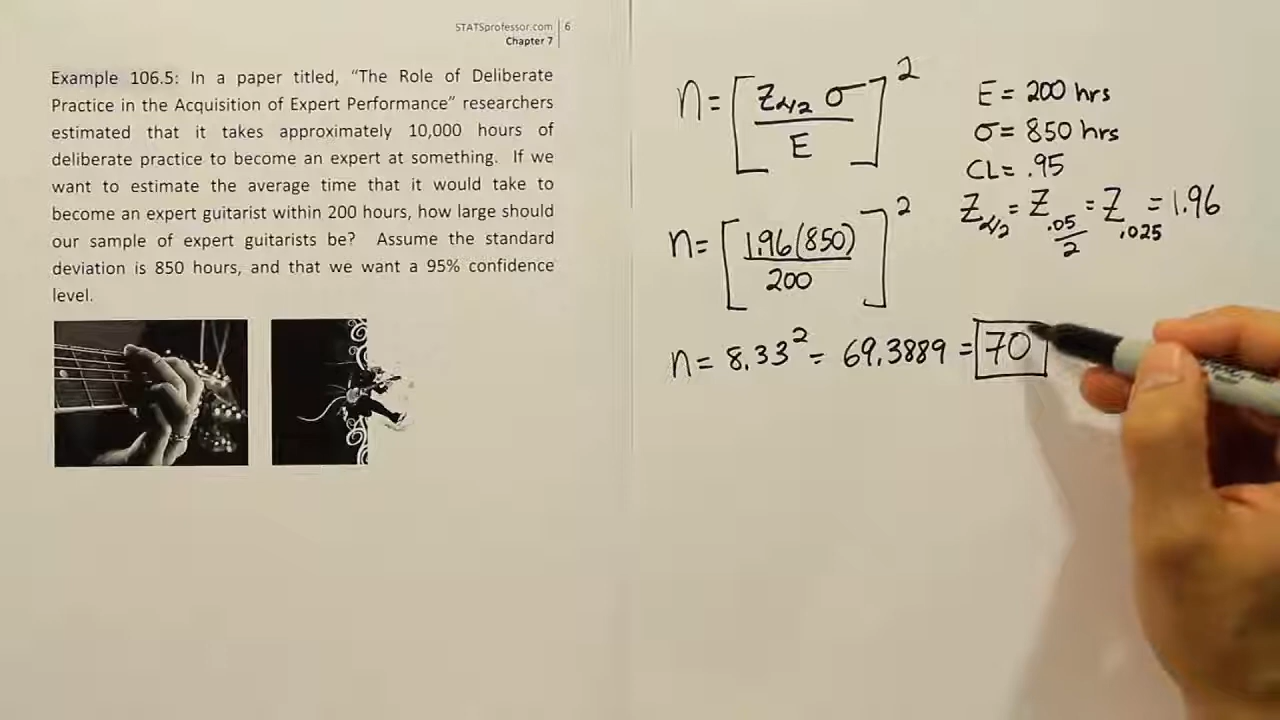 STATSprofessor.com 6
Chapter 7
Example 106.5: In a paper titled, “The Role of Deliberate
Practice in the Acquisition of Expert Performance” researchers
estimated that it takes approximately 10,000 hours of
deliberate practice to become an expert at something. If we
want to estimate the average time that it would take to
become an expert guitarist within 200 hours, how large should
our sample of expert guitarists be? Assume the standard
deviation is 850 hours, and that we want a 95% confidence
level.
n = [Zα/2 σ / E]²
E = 200 hrs
σ = 850 hrs
CL = .95
Zα/2 = Z.05/2 = Z.025 = 1.96
n = [1.96(850) / 200]²
n = 8.33² = 69.3889 = 70